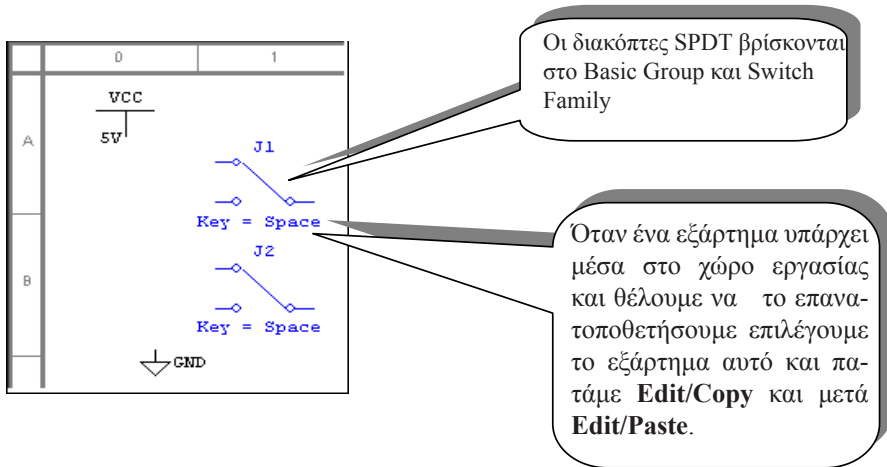 0 1
VCC
A
5V
J1
Key = Space
J2
B
Key = Space
GND
Οι διακόπτες SPDT βρίσκονται
στο Basic Group και Switch
Family
Όταν ένα εξάρτημα υπάρχει
μέσα στο χώρο εργασίας
και θέλουμε να το επανα-
τοποθετήσουμε επιλέγουμε
το εξάρτημα αυτό και πα-
τάμε Edit/Copy και μετά
Edit/Paste.